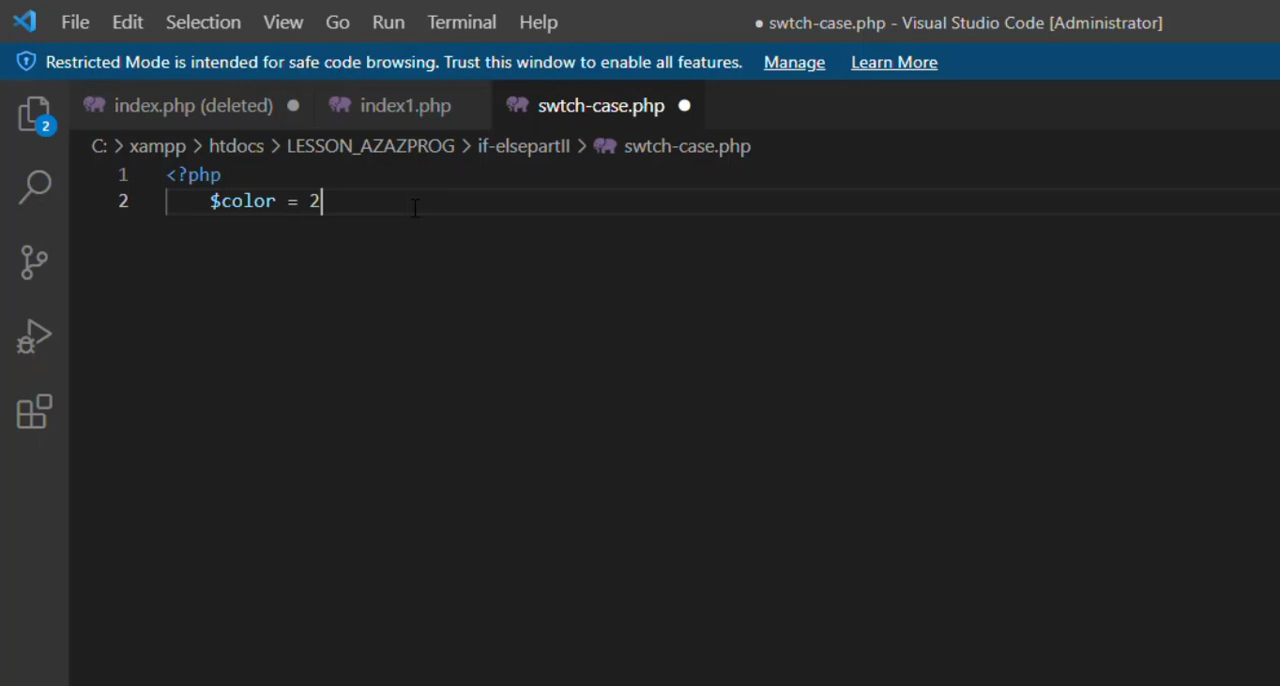 File Edit Selection View Go Run Terminal Help ● swtch-case.php - Visual Studio Code [Administrator]
Restricted Mode is intended for safe code browsing. Trust this window to enable all features. Manage Learn More
index.php (deleted) ● index1.php swtch-case.php ●
2
C: > xampp > htdocs > LESSON_AZAZPROG > if-elsepartII > swtch-case.php
1 <?php
2 $color = 2